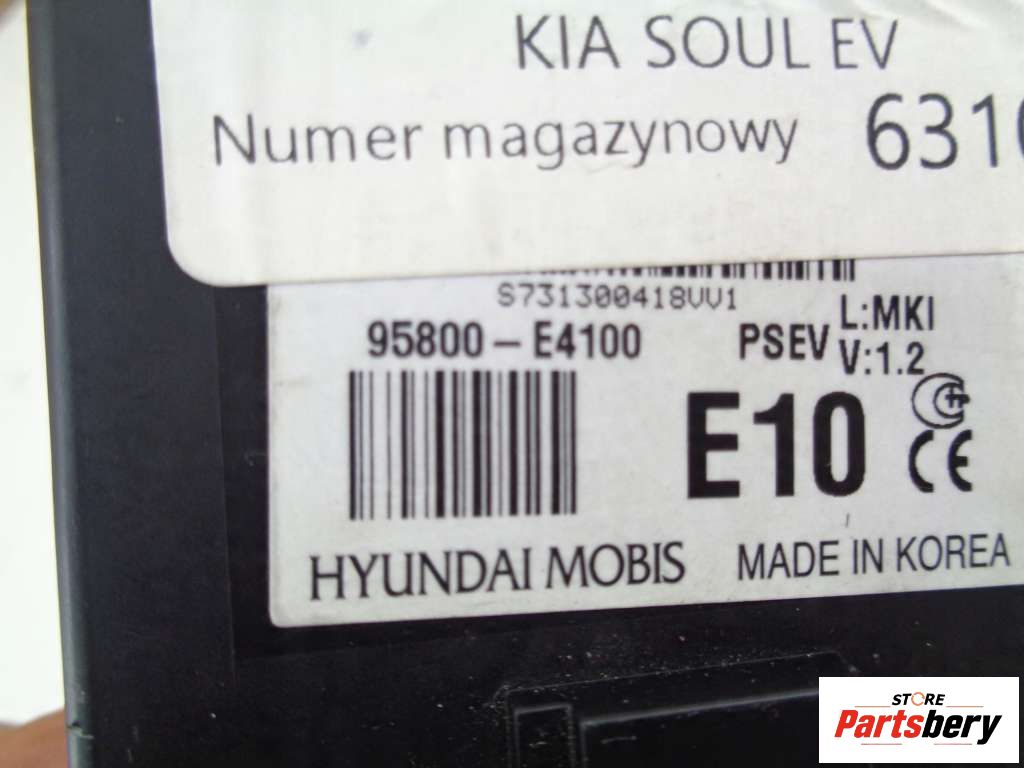 KIA SOUL EV
Numer magazynowy
S731300418VV1
95800-E4100
PSEV
L:MKI
V:1.2
E10
CE
HYUNDAI MOBIS
MADE IN KOREA
STORE
Partsbery